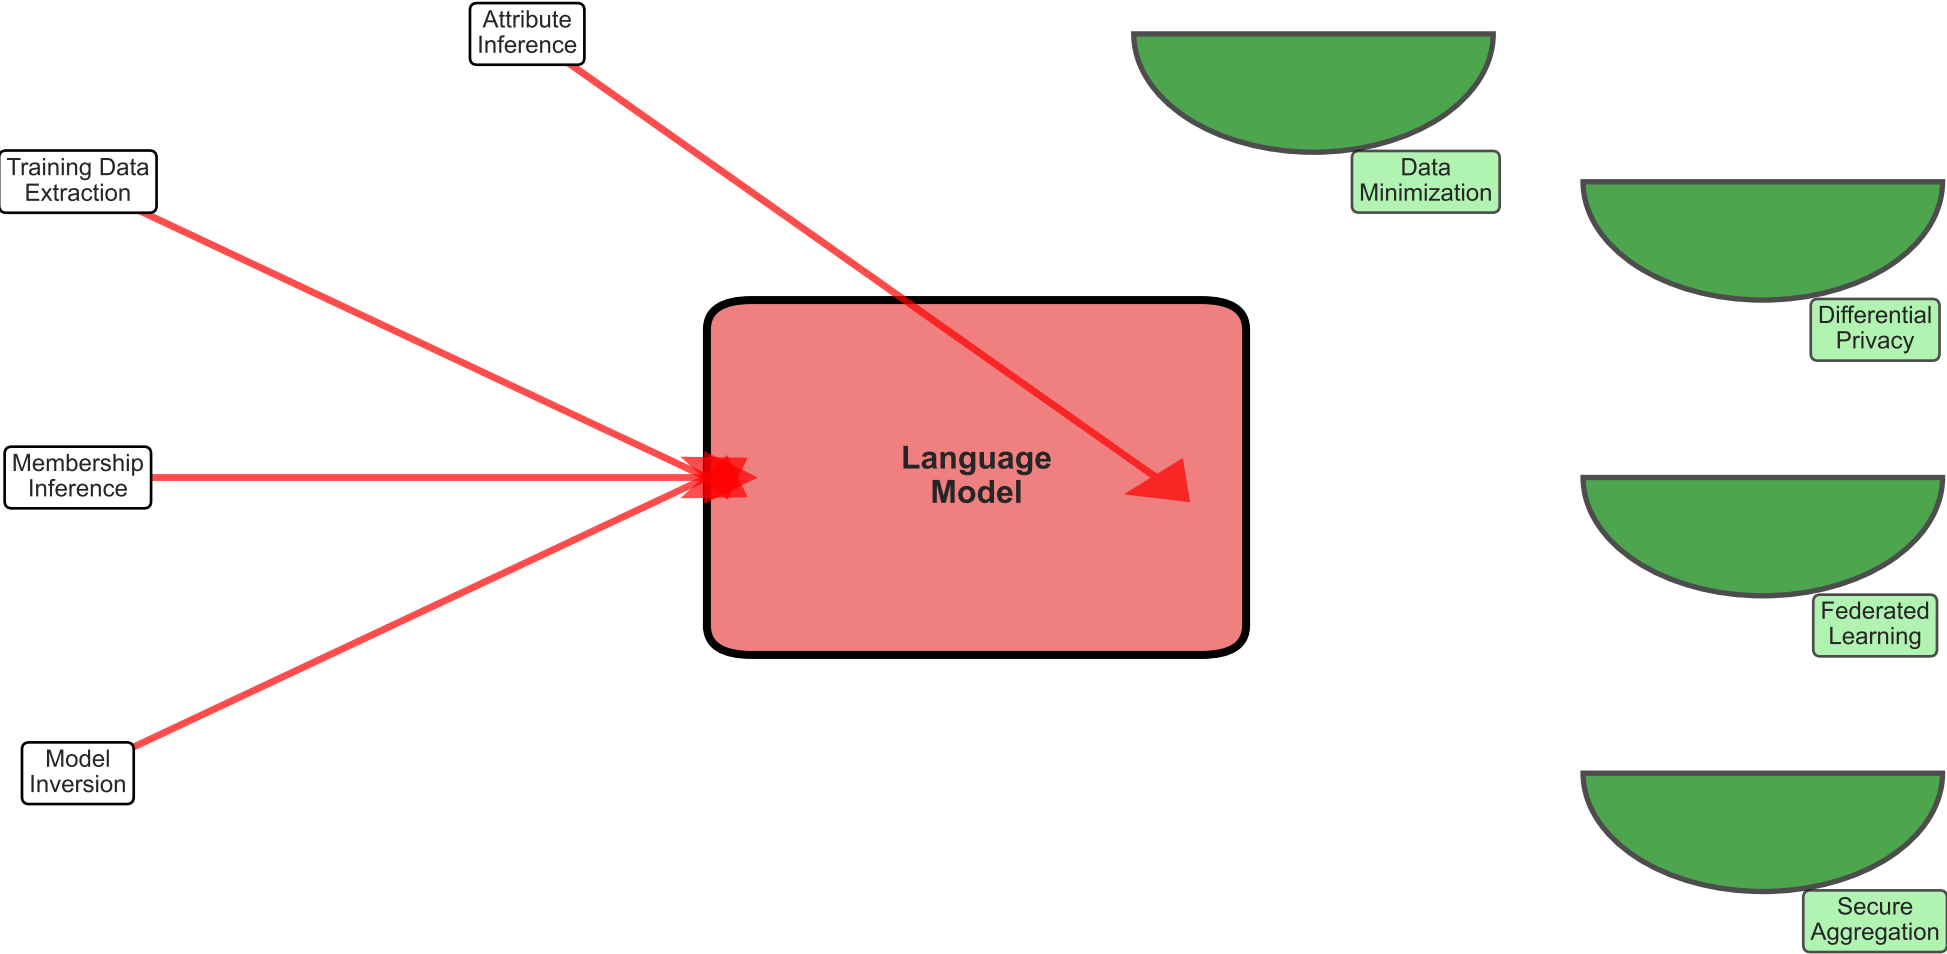 Attribute
Inference
Training Data
Extraction
Data
Minimization
Differential
Privacy
Membership
Inference
Language
Model
Federated
Learning
Model
Inversion
Secure
Aggregation